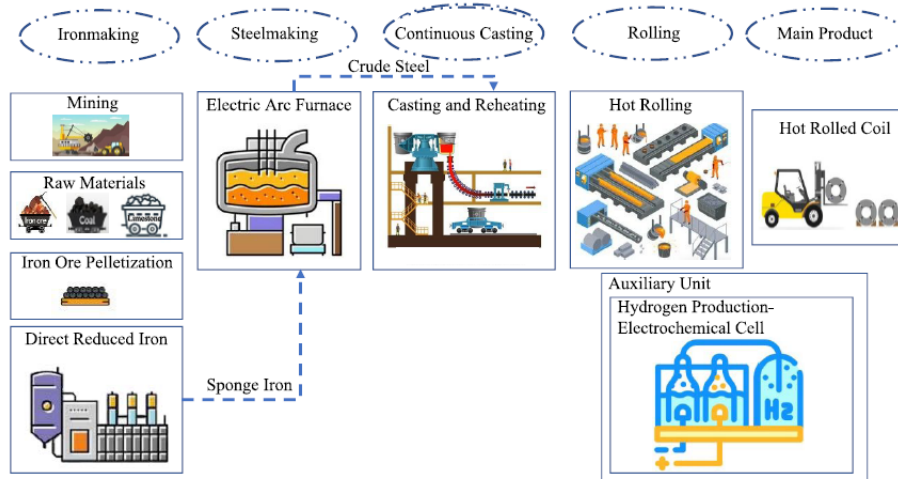 Ironmaking
Steelmaking
Continuous Casting
Rolling
Main Product
Crude Steel
Mining
Electric Arc Furnace
Casting and Reheating
Hot Rolling
Hot Rolled Coil
Raw Materials
Iron ore
Coal
Limestone
Iron Ore Pelletization
Direct Reduced Iron
Sponge Iron
Auxiliary Unit
Hydrogen Production-
Electrochemical Cell
H2